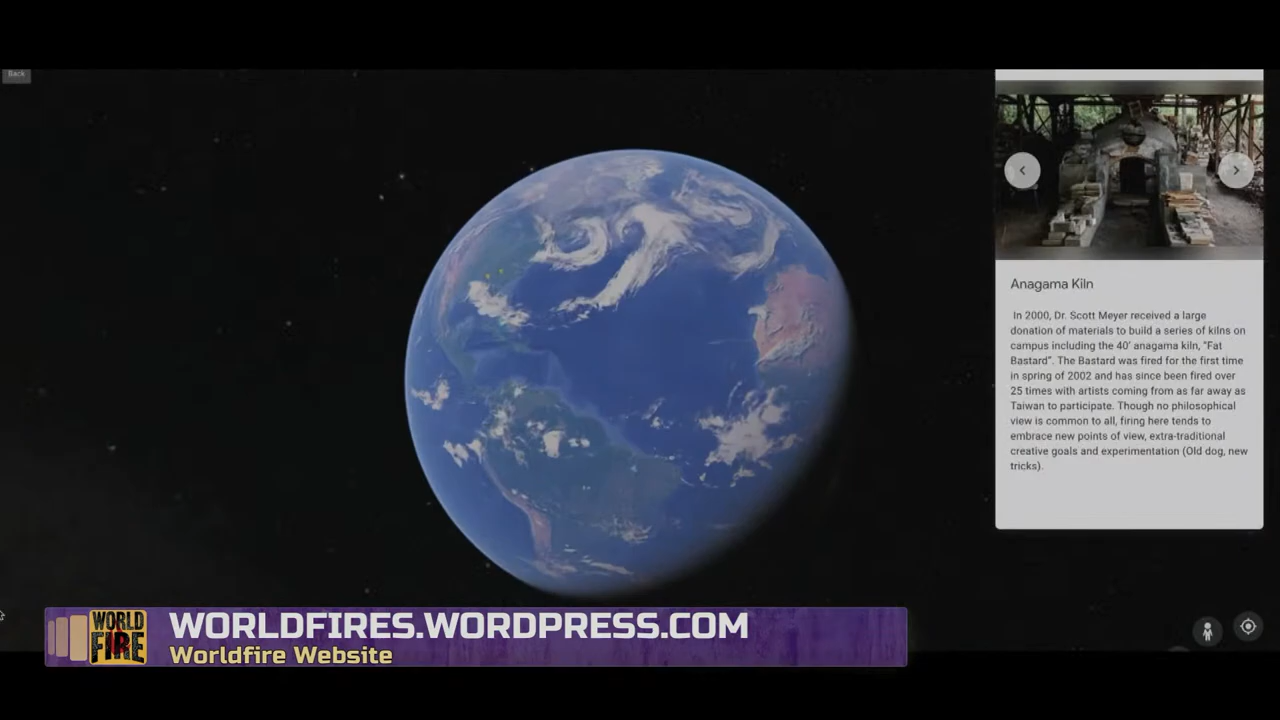 Back
Anagama Kiln
In 2000, Dr. Scott Meyer received a large
donation of materials to build a series of kilns on
campus including the 40' anagama kiln, "Fat
Bastard". The Bastard was fired for the first time
in spring of 2002 and has since been fired over
25 times with artists coming from as far away as
Taiwan to participate. Though no philosophical
view is common to all, firing here tends to
embrace new points of view, extra-traditional
creative goals and experimentation (Old dog, new
tricks).
WORLD
FIRE
WORLDFIRES.WORDPRESS.COM
Worldfire Website